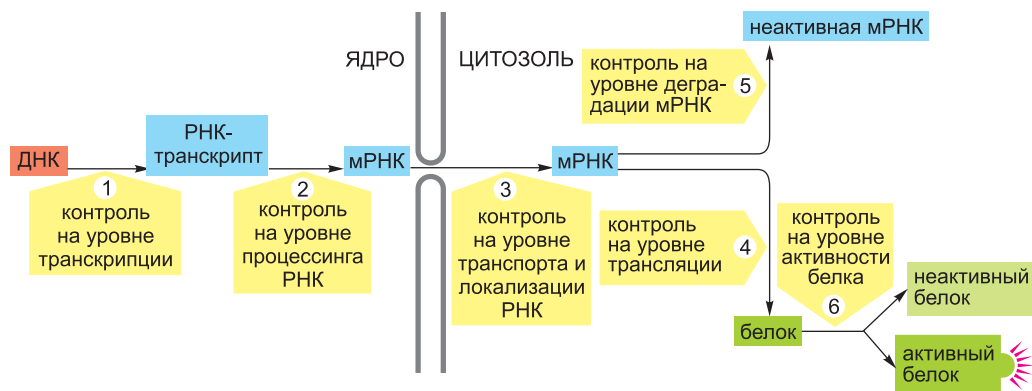 ЯДРО
ЦИТОЗОЛЬ
неактивная мРНК
контроль на
уровне дегра-
дации мРНК
5
ДНК
РНК-
транскрипт
мРНК
мРНК
1
контроль
на уровне
транскрипции
2
контроль
на уровне
процессинга
РНК
3
контроль
на уровне
транспорта и
локализации
РНК
контроль
на уровне
трансляции
4
контроль
на уровне
активности
белка
6
белок
неактивный
белок
активный
белок